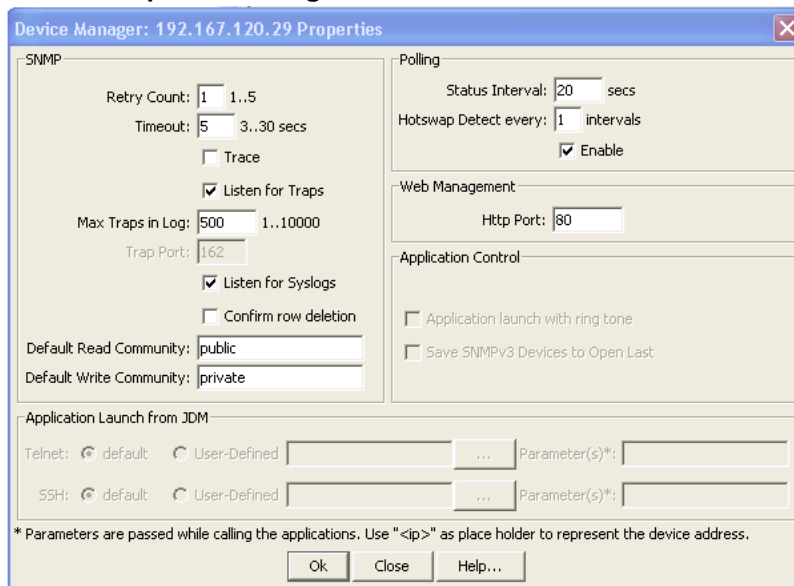 Device Manager: 192.167.120.29 Properties
SNMP
Retry Count: 1 1..5
Timeout: 5 3..30 secs
Trace
Listen for Traps
Max Traps in Log: 500 1..10000
Trap Port: 162
Listen for Syslogs
Confirm row deletion
Default Read Community: public
Default Write Community: private
Polling
Status Interval: 20 secs
Hotswap Detect every: 1 intervals
Enable
Web Management
Http Port: 80
Application Control
Application launch with ring tone
Save SNMPv3 Devices to Open Last
Application Launch from JDM
Telnet: default User-Defined ... Parameter(s)*:
SSH: default User-Defined ... Parameter(s)*:
* Parameters are passed while calling the applications. Use "<ip>" as place holder to represent the device address.
Ok Close Help...